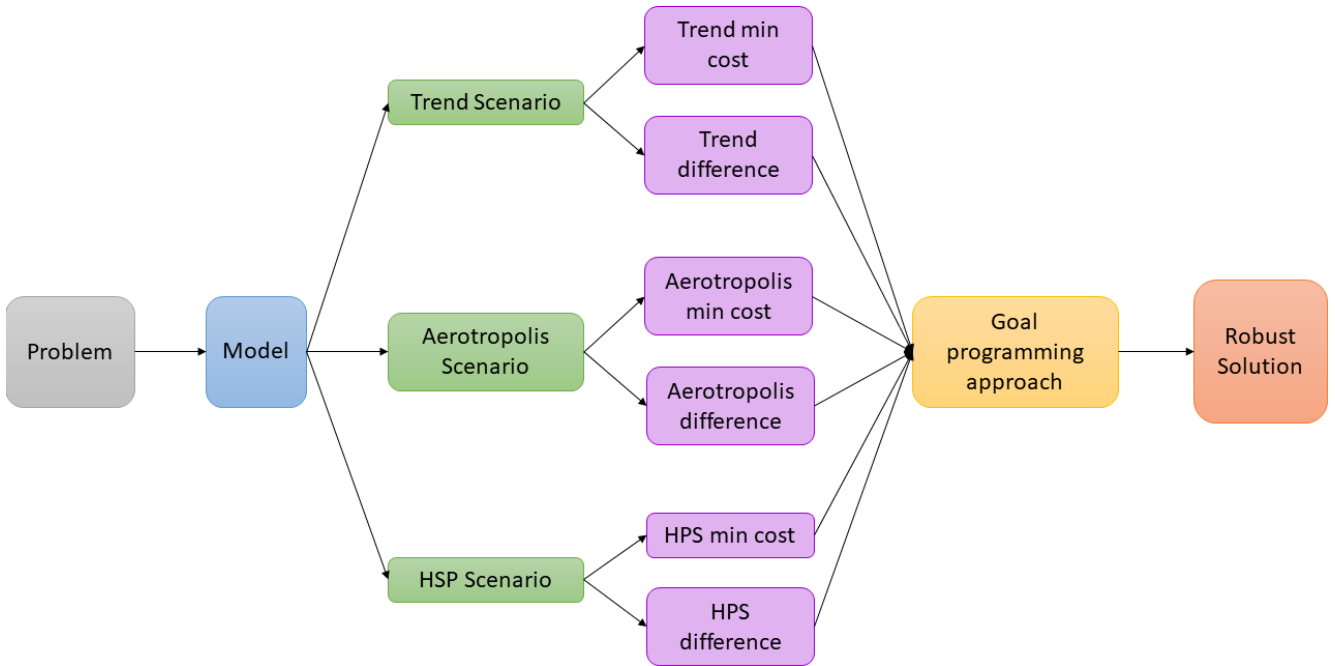 Problem
Model
Trend Scenario
Aerotropolis
Scenario
HSP Scenario
Trend min
cost
Trend
difference
Aerotropolis
min cost
Aerotropolis
difference
HPS min cost
HPS
difference
Goal
programming
approach
Robust
Solution